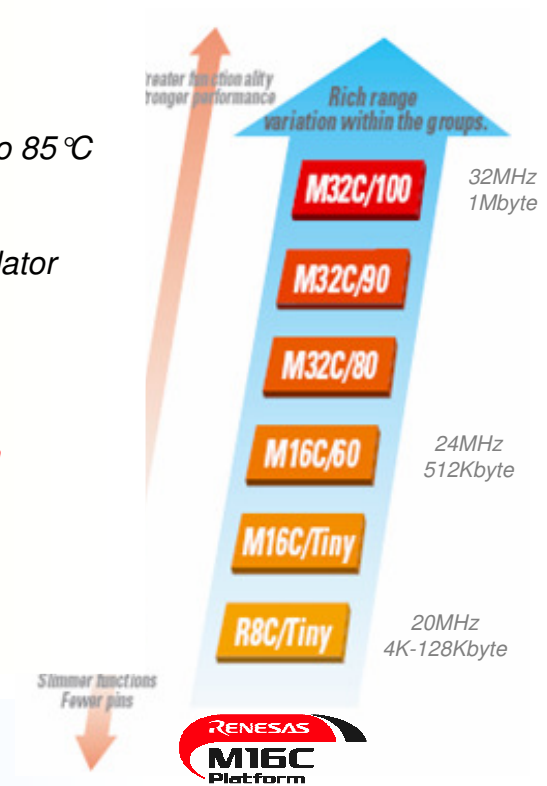 o 85°C
lator
reater functionality
ronger performance
Rich range
variation within the groups.
M32C/100
32MHz
1Mbyte
M32C/90
M32C/80
M16C/60
24MHz
512Kbyte
M16C/Tiny
R8C/Tiny
20MHz
4K-128Kbyte
Slimmer functions
Fewer pins
RENESAS
M16C
Platform